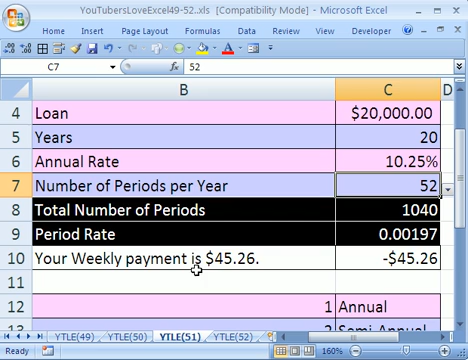 YouTubersLoveExcel49-52..xls [Compatibility Mode] - Microsoft Excel
Home Insert Page Layout Formulas Data Review View Developer
C7 fx 52
B C D
4 Loan $20,000.00
5 Years 20
6 Annual Rate 10.25%
7 Number of Periods per Year 52
8 Total Number of Periods 1040
9 Period Rate 0.00197
10 Your Weekly payment is $45.26. -$45.26
11
12 1 Annual
13 2 Semi-Annual
YTLE(49) YTLE(50) YTLE(51) YTLE(52)
Ready 160%